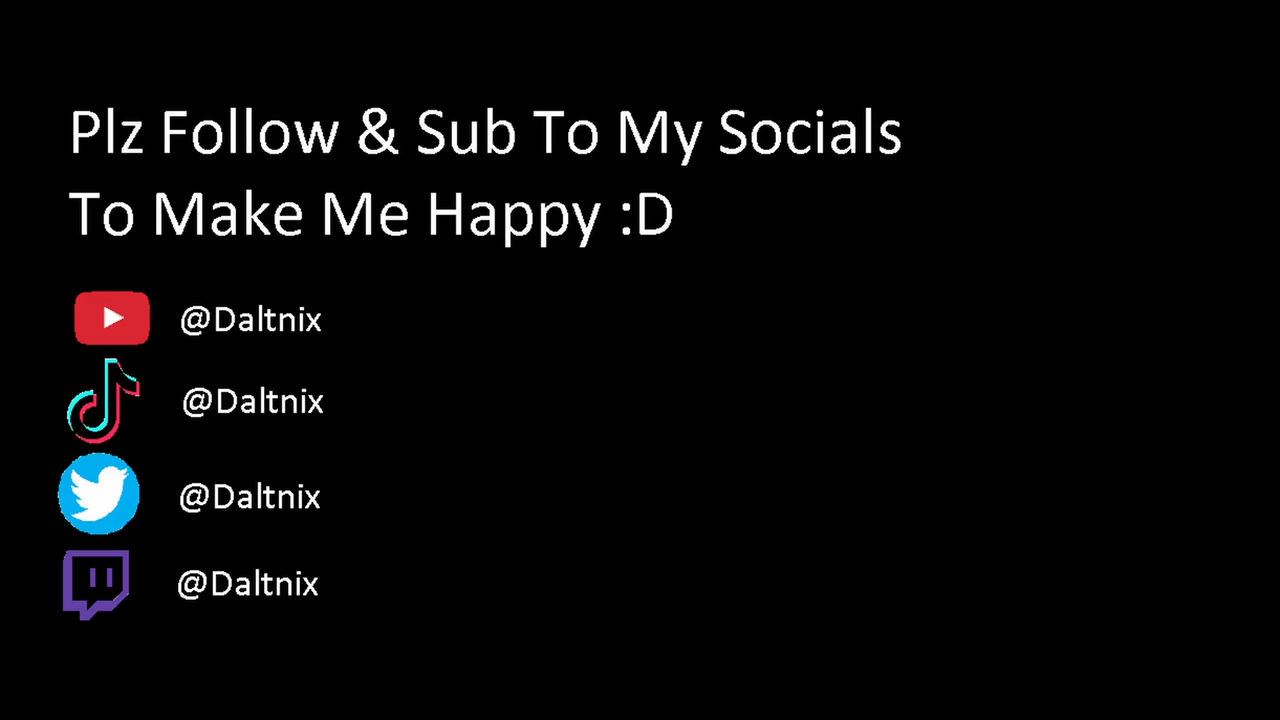 Plz Follow & Sub To My Socials
To Make Me Happy :D
@Daltnix
@Daltnix
@Daltnix
@Daltnix